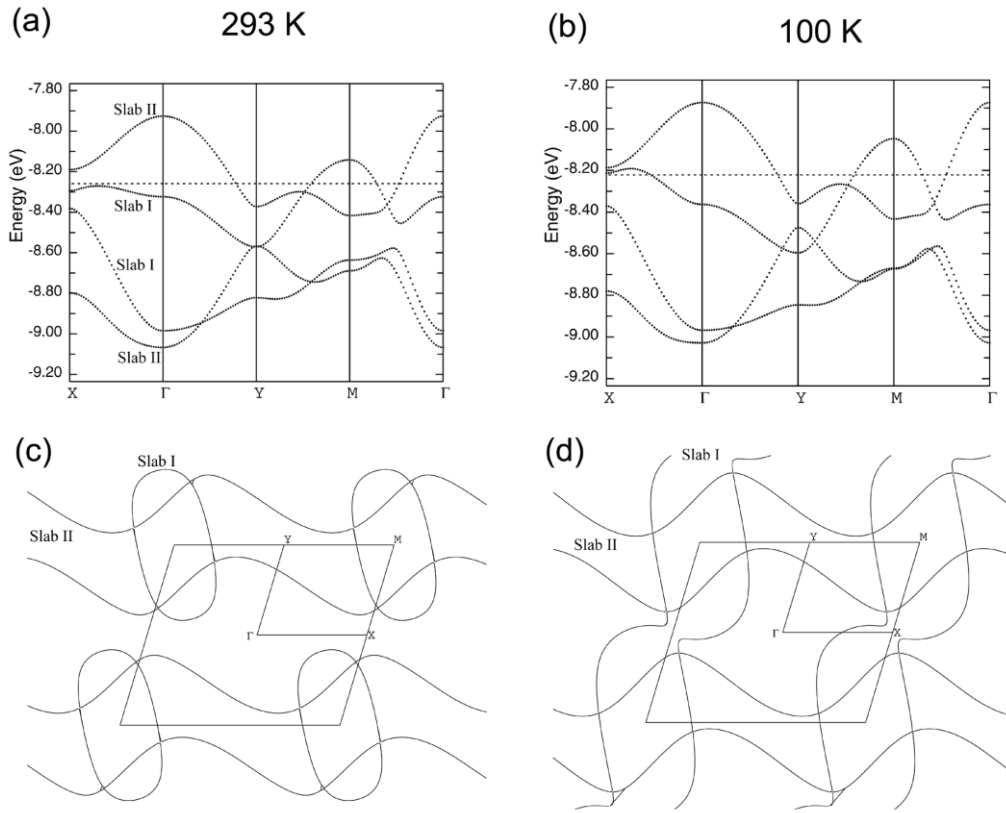 (a)
293 K
(b)
100 K
-7.80
-8.00
-8.20
-8.40
-8.60
-8.80
-9.00
-9.20
Energy (eV)
Slab II
Slab I
Slab I
Slab II
X Γ Y M Γ
-7.80
-8.00
-8.20
-8.40
-8.60
-8.80
-9.00
-9.20
Energy (eV)
X Γ Y M Γ
(c)
Slab I
Slab II
Y M
Γ X
(d)
Slab I
Slab II
Y M
Γ X